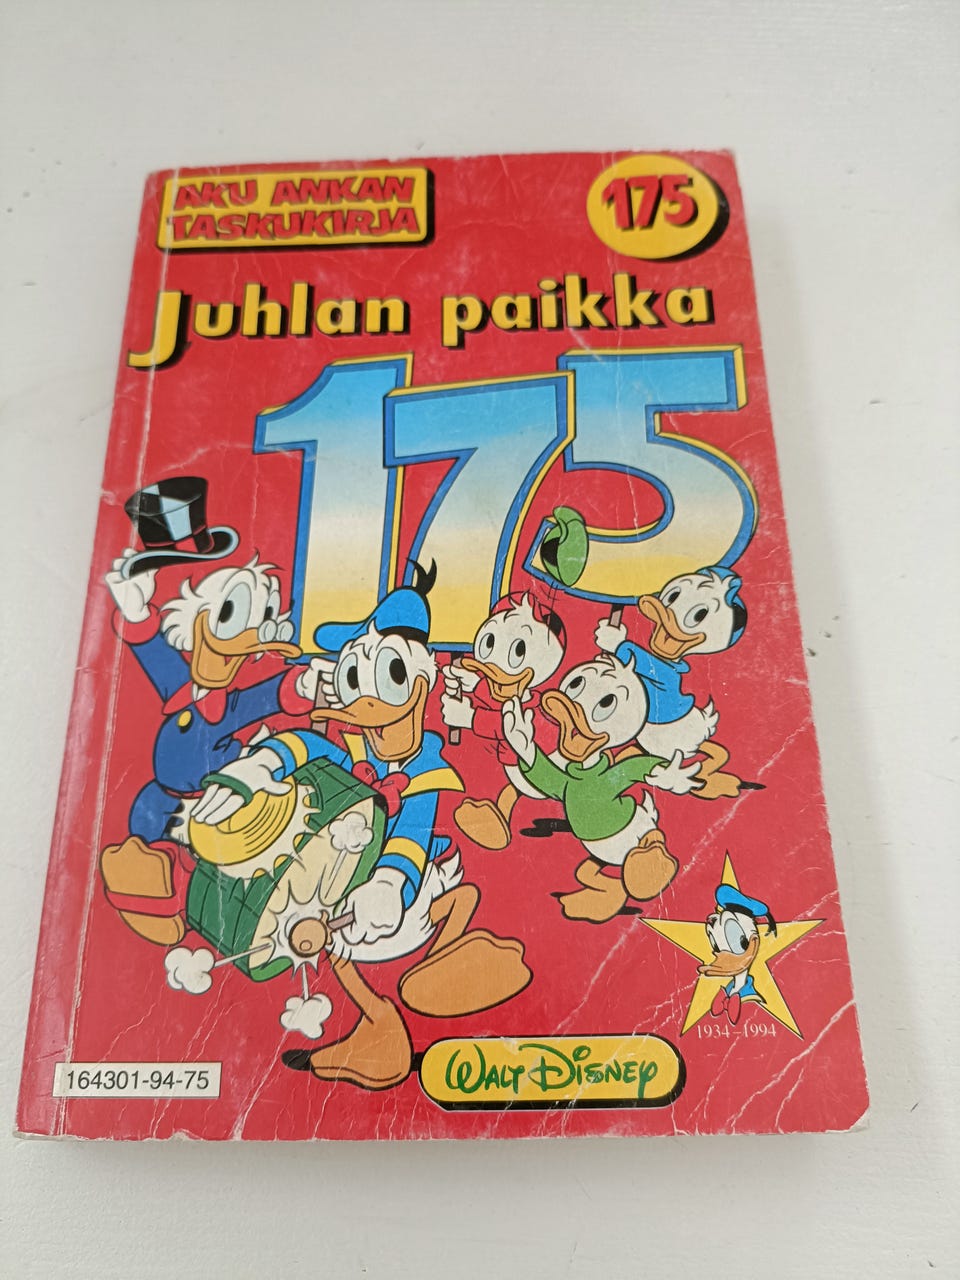 AKU ANKAN
TASKUKIRJA
175
Juhlan paikka
175
1934-1994
WALT DISNEY
164301-94-75